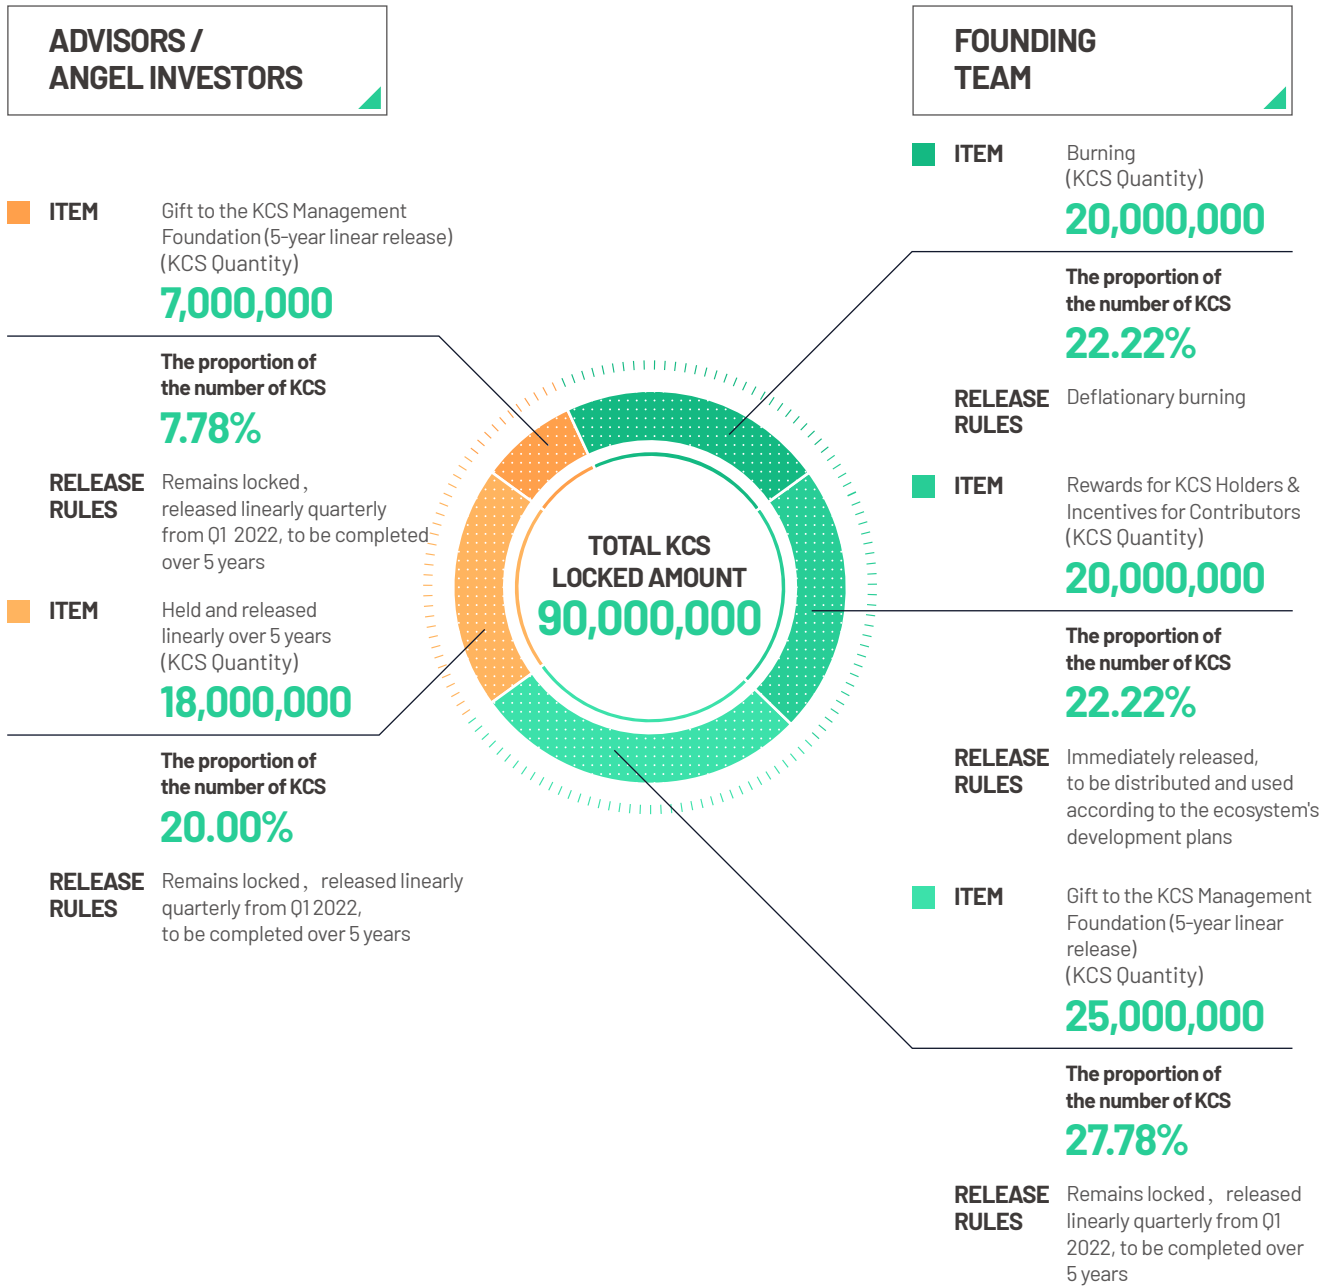 ADVISORS /
ANGEL INVESTORS
ITEM
Gift to the KCS Management
Foundation (5-year linear release)
(KCS Quantity)
7,000,000
The proportion of
the number of KCS
7.78%
RELEASE
RULES
Remains locked，
released linearly quarterly
from Q1 2022, to be completed
over 5 years
ITEM
Held and released
linearly over 5 years
(KCS Quantity)
18,000,000
The proportion of
the number of KCS
20.00%
RELEASE
RULES
Remains locked，released linearly
quarterly from Q1 2022,
to be completed over 5 years
TOTAL KCS
LOCKED AMOUNT
90,000,000
FOUNDING
TEAM
ITEM
Burning
(KCS Quantity)
20,000,000
The proportion of
the number of KCS
22.22%
RELEASE
RULES
Deflationary burning
ITEM
Rewards for KCS Holders &
Incentives for Contributors
(KCS Quantity)
20,000,000
The proportion of
the number of KCS
22.22%
RELEASE
RULES
Immediately released,
to be distributed and used
according to the ecosystem's
development plans
ITEM
Gift to the KCS Management
Foundation (5-year linear
release)
(KCS Quantity)
25,000,000
The proportion of
the number of KCS
27.78%
RELEASE
RULES
Remains locked，released
linearly quarterly from Q1
2022, to be completed over
5 years